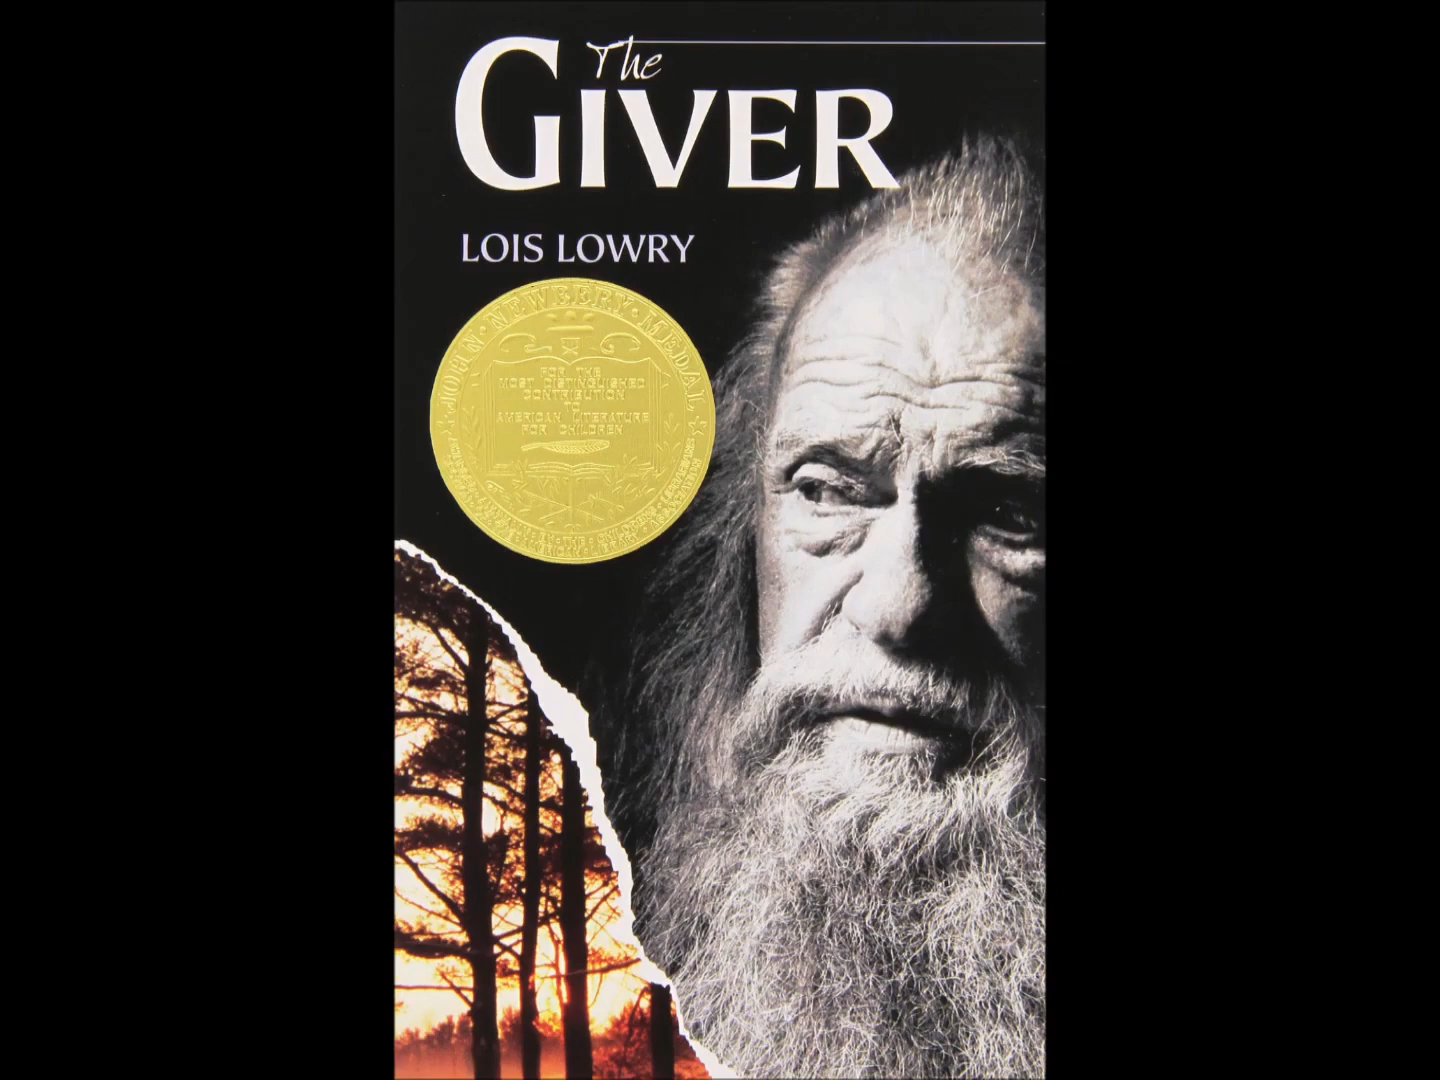 The
GIVER
LOIS LOWRY
JOHN · NEWBERY · MEDAL
FOR THE
MOST DISTINGUISHED
CONTRIBUTION
TO
AMERICAN LITERATURE
FOR CHILDREN